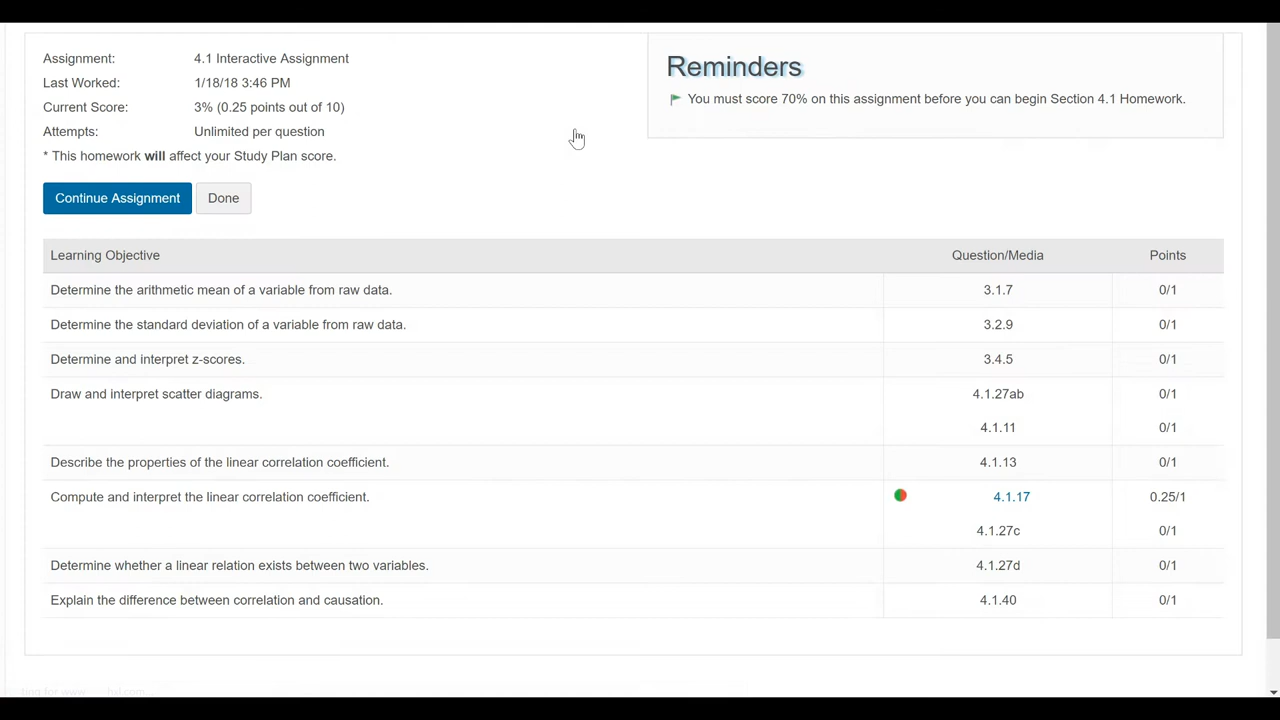 Assignment: 4.1 Interactive Assignment
Last Worked: 1/18/18 3:46 PM
Current Score: 3% (0.25 points out of 10)
Attempts: Unlimited per question
* This homework will affect your Study Plan score.
Reminders
You must score 70% on this assignment before you can begin Section 4.1 Homework.
Continue Assignment Done
Learning Objective Question/Media Points
Determine the arithmetic mean of a variable from raw data. 3.1.7 0/1
Determine the standard deviation of a variable from raw data. 3.2.9 0/1
Determine and interpret z-scores. 3.4.5 0/1
Draw and interpret scatter diagrams. 4.1.27ab 0/1
4.1.11 0/1
Describe the properties of the linear correlation coefficient. 4.1.13 0/1
Compute and interpret the linear correlation coefficient. 4.1.17 0.25/1
4.1.27c 0/1
Determine whether a linear relation exists between two variables. 4.1.27d 0/1
Explain the difference between correlation and causation. 4.1.40 0/1